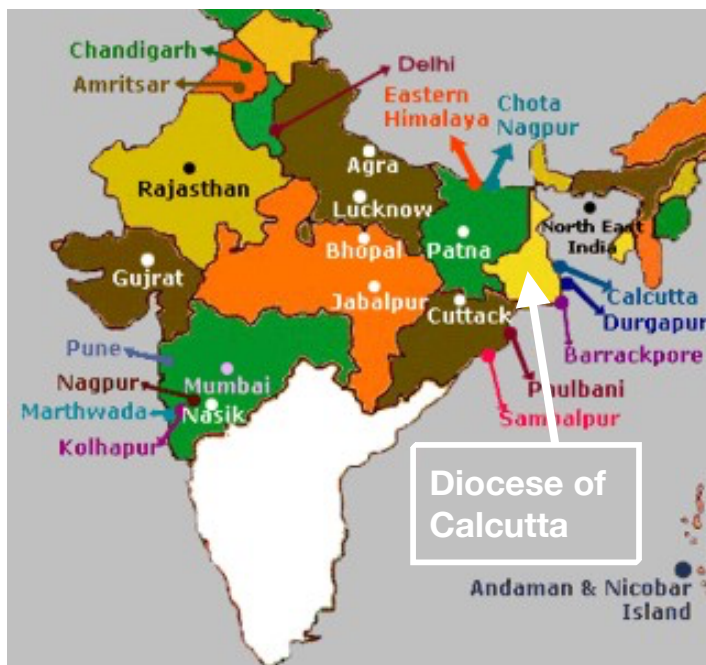 Chandigarh
Amritsar
Delhi
Eastern
Himalaya
Chota
Nagpur
Agra
Rajasthan
Lucknow
North East
India
Bhopal
Patna
Gujrat
Jabalpur
Cuttack
Calcutta
Durgapur
Barrackpore
Pune
Nagpur
Mumbai
Phulbani
Marthwada
Nasik
Sambalpur
Kolhapur
Diocese of
Calcutta
Andaman & Nicobar
Island